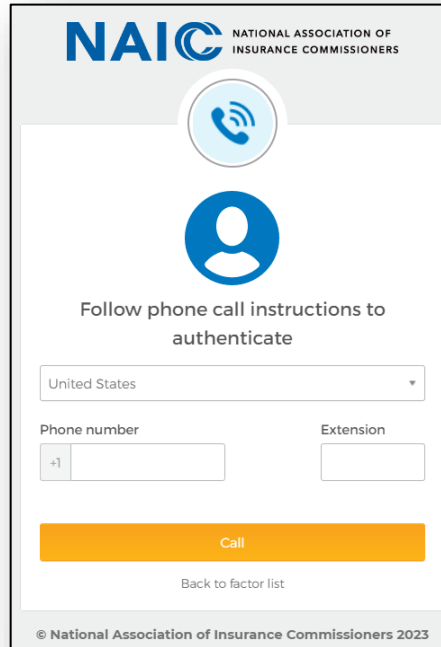 NAIC NATIONAL ASSOCIATION OF
INSURANCE COMMISSIONERS
Follow phone call instructions to
authenticate
United States
Phone number Extension
+1
Call
Back to factor list
© National Association of Insurance Commissioners 2023